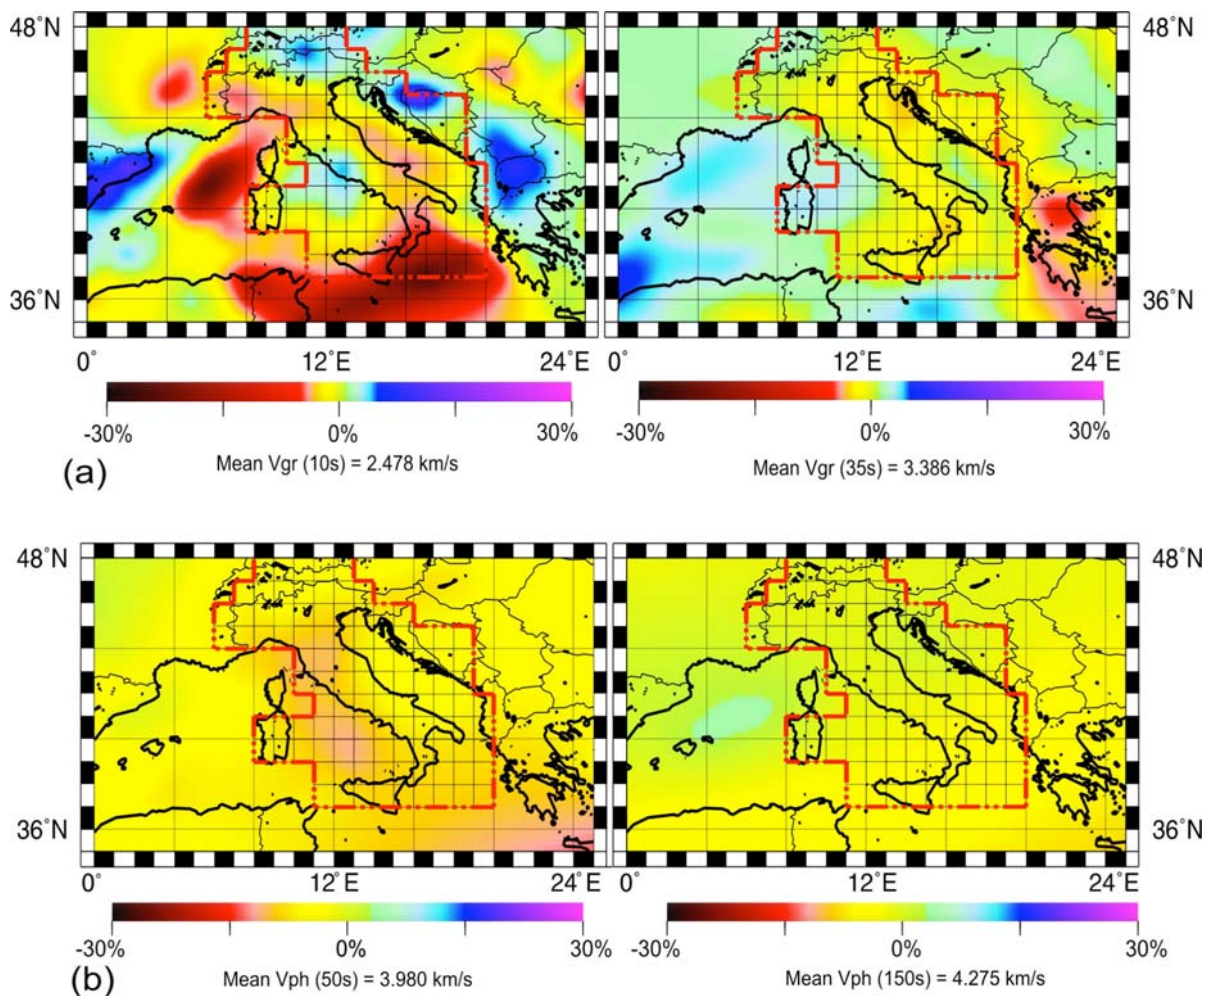 48°N
48°N
36°N
36°N
0°
12°E
24°E
0°
12°E
24°E
-30%
0%
30%
-30%
0%
30%
Mean Vgr (10s) = 2.478 km/s
Mean Vgr (35s) = 3.386 km/s
(a)
48°N
48°N
36°N
36°N
0°
12°E
24°E
0°
12°E
24°E
-30%
0%
30%
-30%
0%
30%
(b)
Mean Vph (50s) = 3.980 km/s
Mean Vph (150s) = 4.275 km/s